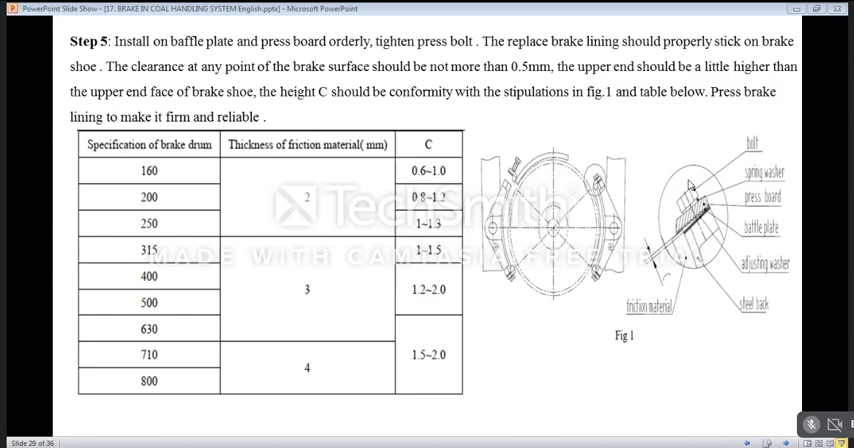 PowerPoint Slide Show - [17. BRAKE IN COAL HANDLING SYSTEM English.pptx] - Microsoft PowerPoint
Step 5: Install on baffle plate and press board orderly, tighten press bolt . The replace brake lining should properly stick on brake
shoe . The clearance at any point of the brake surface should be not more than 0.5mm, the upper end should be a little higher than
the upper end face of brake shoe, the height C should be conformity with the stipulations in fig.1 and table below. Press brake
lining to make it firm and reliable .
Specification of brake drum Thickness of friction material( mm) C
160 2 0.6~1.0
200 0.8~1.2
250 1~1.3
315 3 1~1.5
400 1.2~2.0
500
630 1.5~2.0
710 4
800
TechSmith
MADE WITH CAMTASIA FREE TRIAL
bolt
spring washer
press board
baffle plate
adjusting washer
steel back
friction material
C
Fig 1
Slide 29 of 36